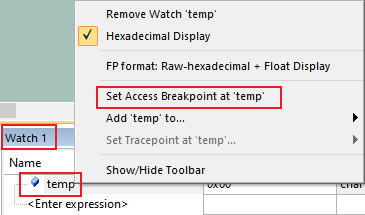 Remove Watch 'temp'
Hexadecimal Display
FP format: Raw-hexadecimal + Float Display
Set Access Breakpoint at 'temp'
Add 'temp' to...
Set Tracepoint at 'temp'...
Show/Hide Toolbar
Watch 1
Name
temp
0x00
char
<Enter expression>